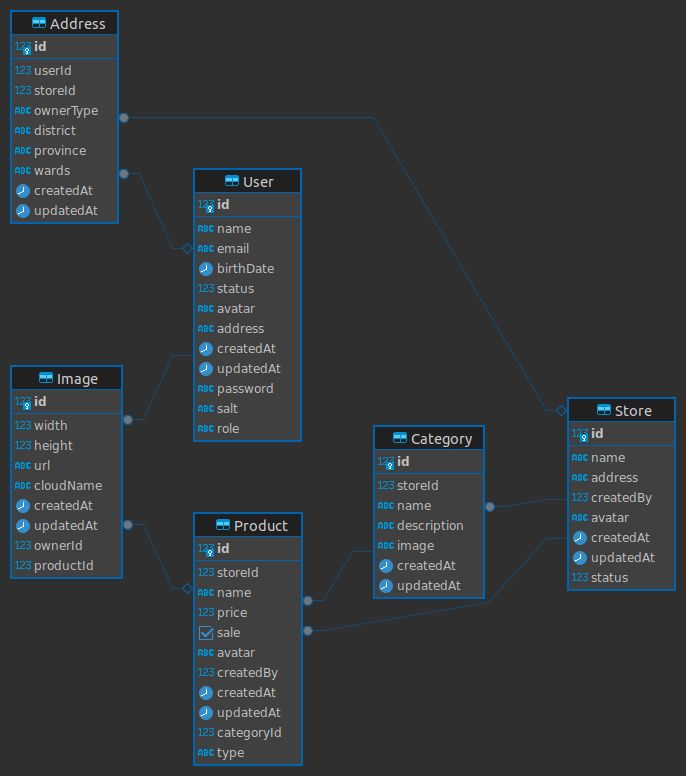 Address
123 id
123 userId
123 storeId
ABC ownerType
ABC district
ABC province
ABC wards
createdAt
updatedAt
User
123 id
ABC name
ABC email
birthDate
123 status
ABC avatar
ABC address
createdAt
updatedAt
ABC password
ABC salt
ABC role
Image
123 id
123 width
123 height
ABC url
ABC cloudName
createdAt
updatedAt
123 ownerId
123 productId
Product
123 id
123 storeId
ABC name
123 price
sale
ABC avatar
123 createdBy
createdAt
updatedAt
123 categoryId
ABC type
Category
123 id
123 storeId
ABC name
ABC description
ABC image
createdAt
updatedAt
Store
123 id
ABC name
ABC address
123 createdBy
ABC avatar
createdAt
updatedAt
123 status